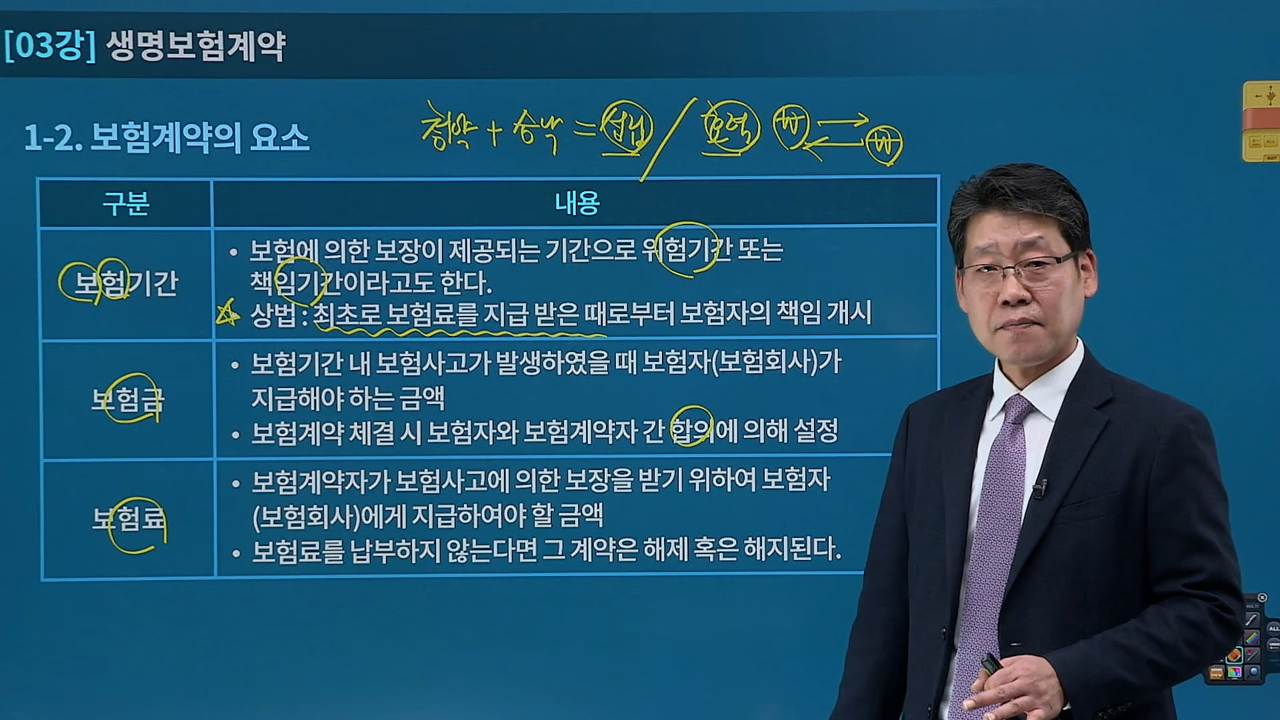 [03강] 생명보험계약
청약 + 승낙 = 성립 / 효력
1-2. 보험계약의 요소
구분
내용
보험기간
• 보험에 의한 보장이 제공되는 기간으로 위험기간 또는
책임기간이라고도 한다.
상법 : 최초로 보험료를 지급 받은 때로부터 보험자의 책임 개시
보험금
• 보험기간 내 보험사고가 발생하였을 때 보험자(보험회사)가
지급해야 하는 금액
• 보험계약 체결 시 보험자와 보험계약자 간 합의에 의해 설정
보험료
• 보험계약자가 보험사고에 의한 보장을 받기 위하여 보험자
(보험회사)에게 지급하여야 할 금액
• 보험료를 납부하지 않는다면 그 계약은 해제 혹은 해지된다.